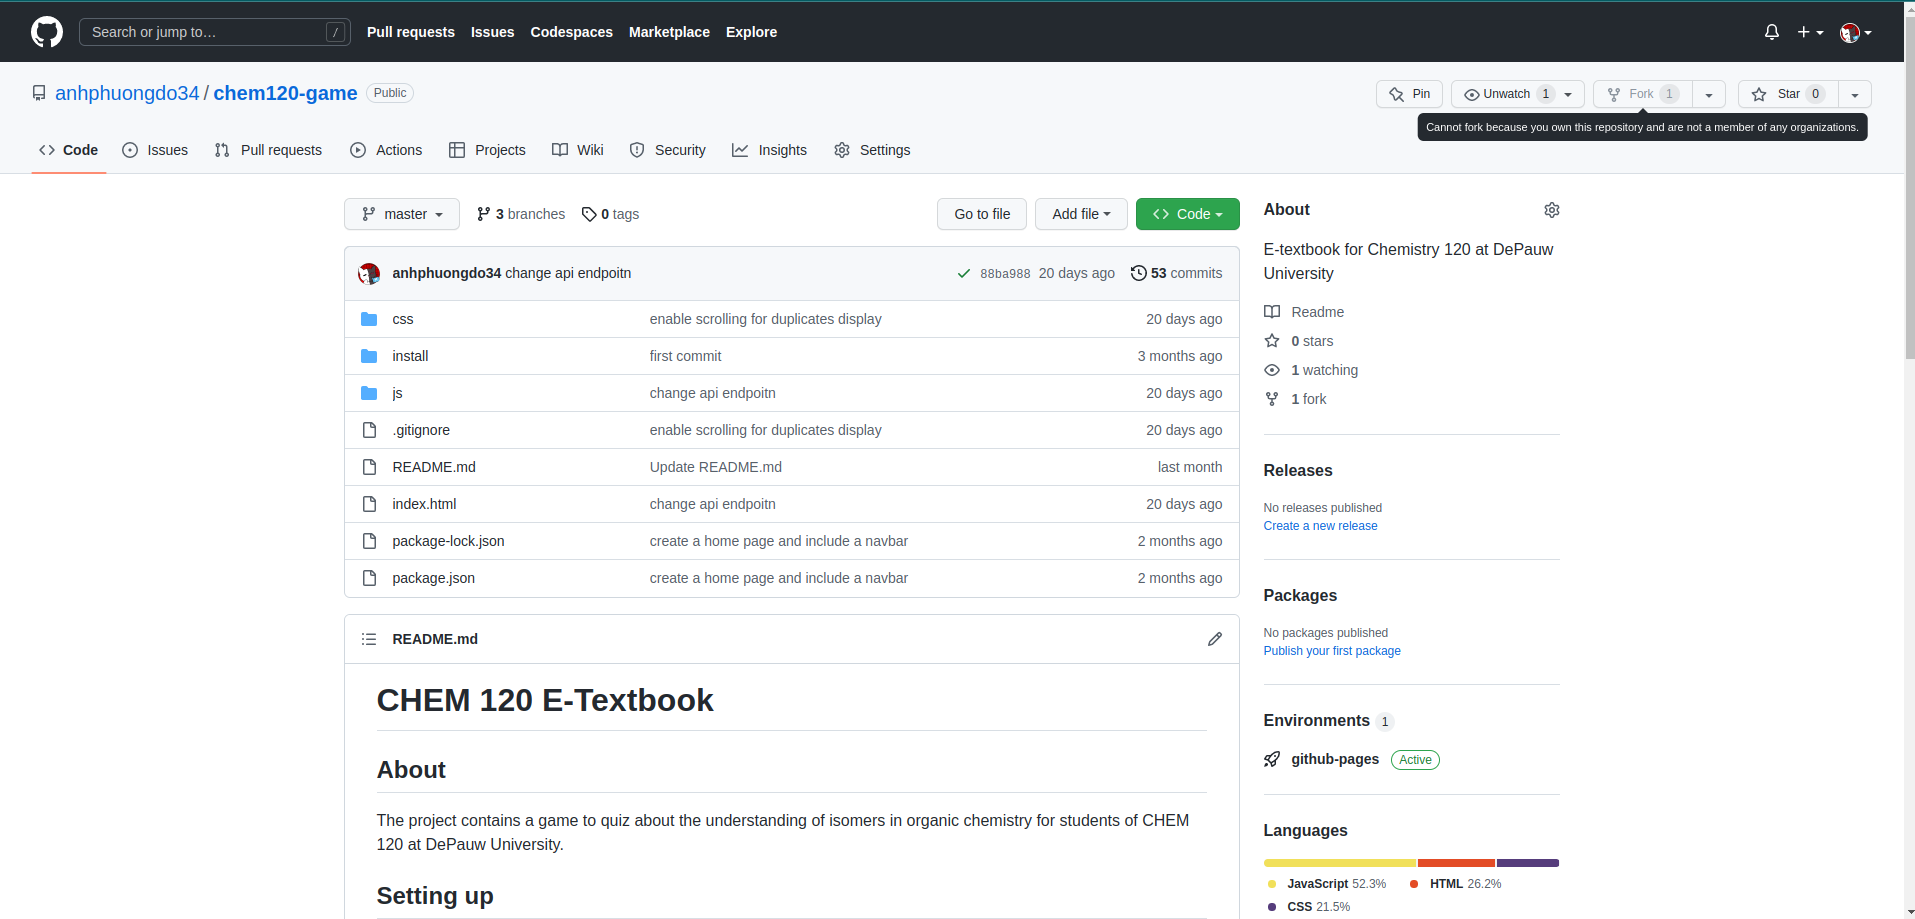 Search or jump to… /
Pull requests Issues Codespaces Marketplace Explore
anhphuongdo34 / chem120-game Public
Pin Unwatch 1 Fork 1 Star 0
Cannot fork because you own this repository and are not a member of any organizations.
Code Issues Pull requests Actions Projects Wiki Security Insights Settings
master 3 branches 0 tags Go to file Add file Code
anhphuongdo34 change api endpoitn 88ba988 20 days ago 53 commits
css enable scrolling for duplicates display 20 days ago
install first commit 3 months ago
js change api endpoitn 20 days ago
.gitignore enable scrolling for duplicates display 20 days ago
README.md Update README.md last month
index.html change api endpoitn 20 days ago
package-lock.json create a home page and include a navbar 2 months ago
package.json create a home page and include a navbar 2 months ago
README.md
CHEM 120 E-Textbook
About
The project contains a game to quiz about the understanding of isomers in organic chemistry for students of CHEM
120 at DePauw University.
Setting up
About
E-textbook for Chemistry 120 at DePauw
University
Readme
0 stars
1 watching
1 fork
Releases
No releases published
Create a new release
Packages
No packages published
Publish your first package
Environments 1
github-pages Active
Languages
JavaScript 52.3% HTML 26.2%
CSS 21.5%